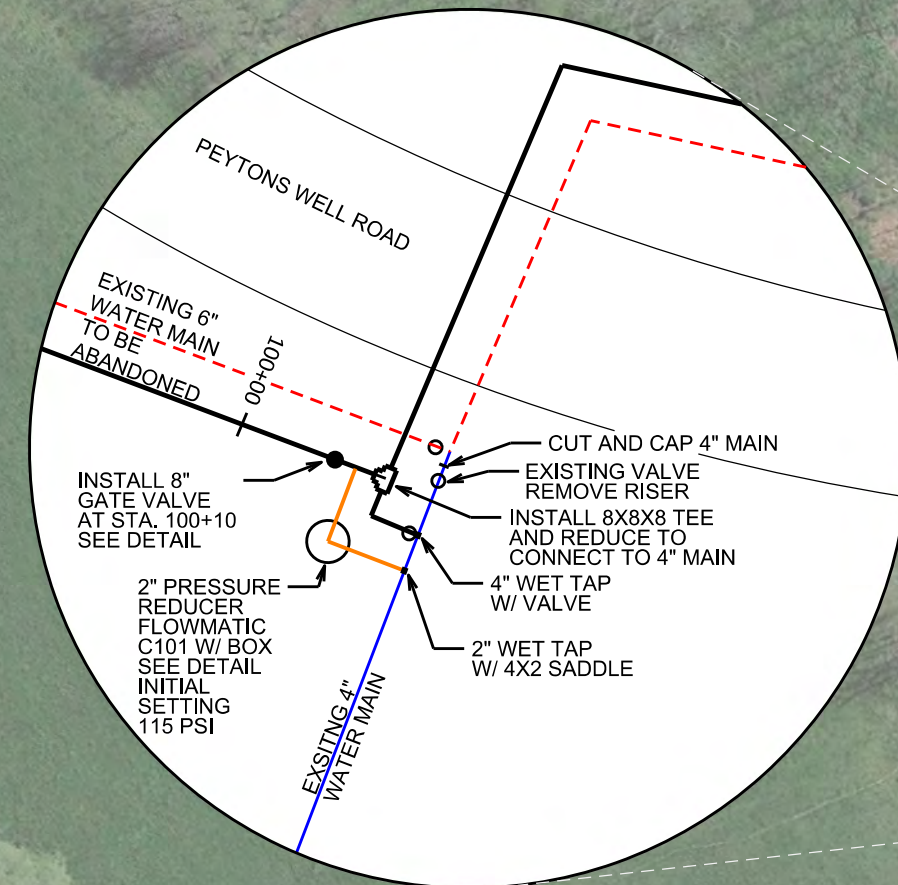 PEYTONS WELL ROAD
EXISTING 6"
WATER MAIN
TO BE
ABANDONED
100+00
INSTALL 8"
GATE VALVE
AT STA. 100+10
SEE DETAIL
2" PRESSURE
REDUCER
FLOWMATIC
C101 W/ BOX
SEE DETAIL
INITIAL
SETTING
115 PSI
CUT AND CAP 4" MAIN
EXISTING VALVE
REMOVE RISER
INSTALL 8X8X8 TEE
AND REDUCE TO
CONNECT TO 4" MAIN
4" WET TAP
W/ VALVE
2" WET TAP
W/ 4X2 SADDLE
EXSITNG 4"
WATER MAIN